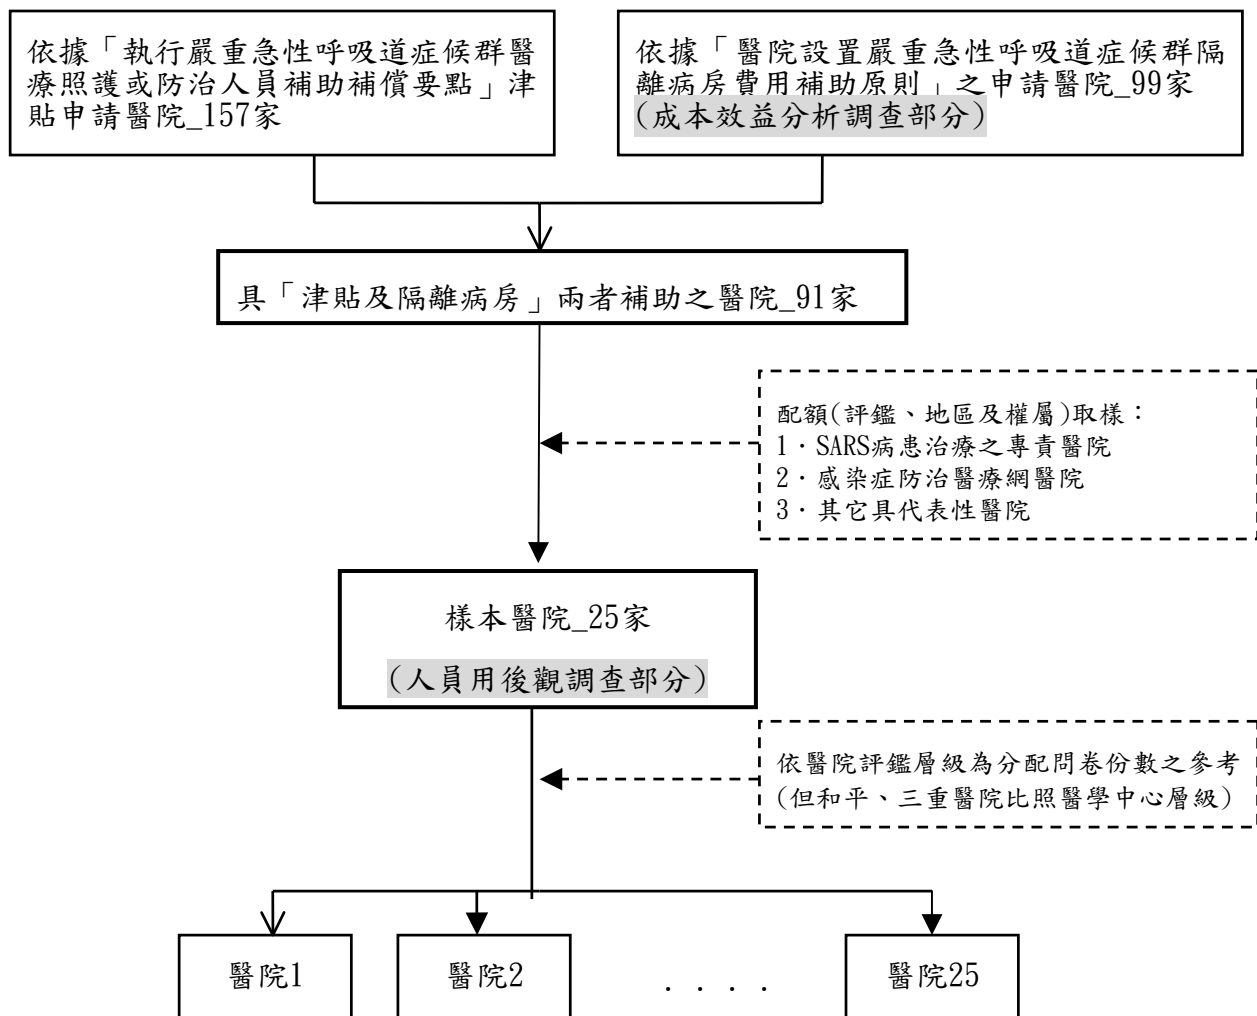 依據「執行嚴重急性呼吸道症候群醫
療照護或防治人員補助補償要點」津
貼申請醫院_157家
依據「醫院設置嚴重急性呼吸道症候群隔
離病房費用補助原則」之申請醫院_99家
(成本效益分析調查部分)
具「津貼及隔離病房」兩者補助之醫院_91家
配額(評鑑、地區及權屬)取樣：
1．SARS病患治療之專責醫院
2．感染症防治醫療網醫院
3．其它具代表性醫院
樣本醫院_25家
(人員用後觀調查部分)
依醫院評鑑層級為分配問卷份數之參考
(但和平、三重醫院比照醫學中心層級)
醫院1
醫院2
. . . .
醫院25